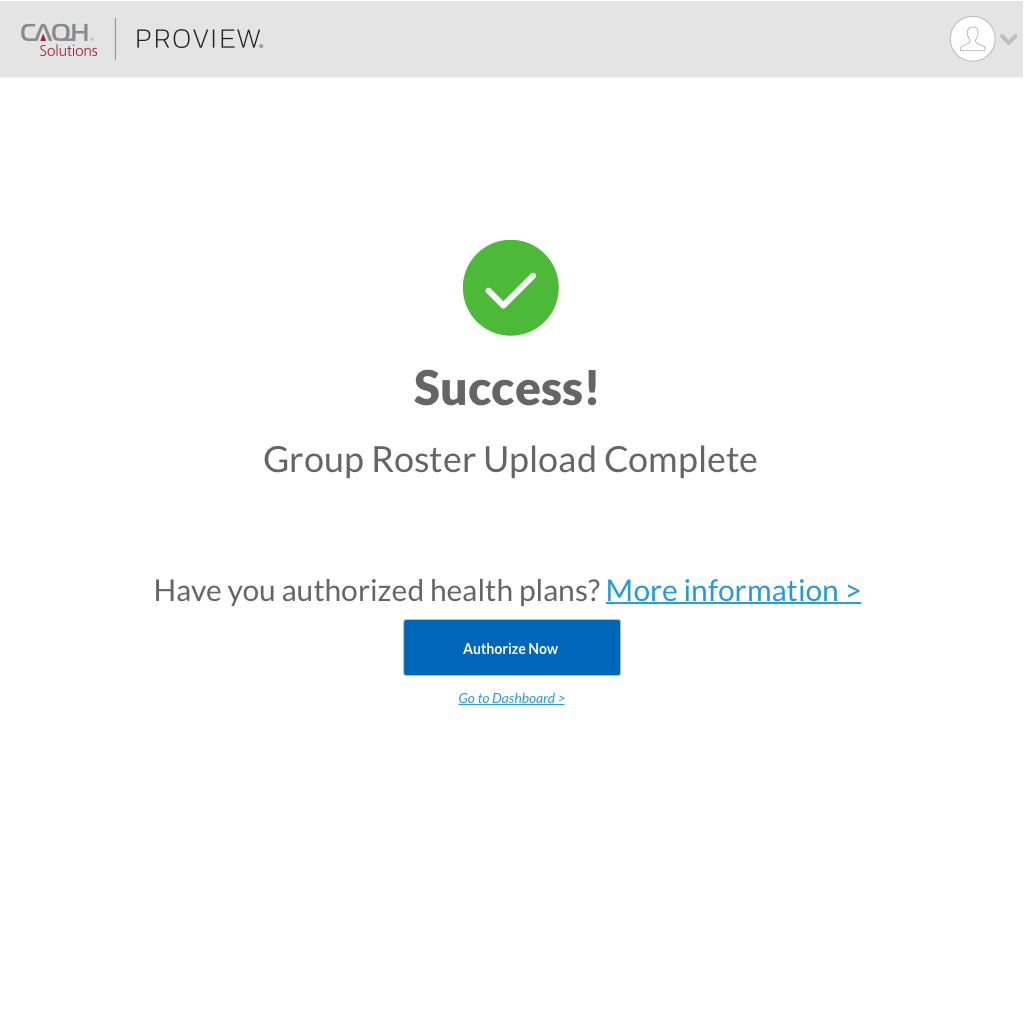 CAQH
Solutions
PROVIEW®
Success!
Group Roster Upload Complete
Have you authorized health plans? More information >
Authorize Now
Go to Dashboard >